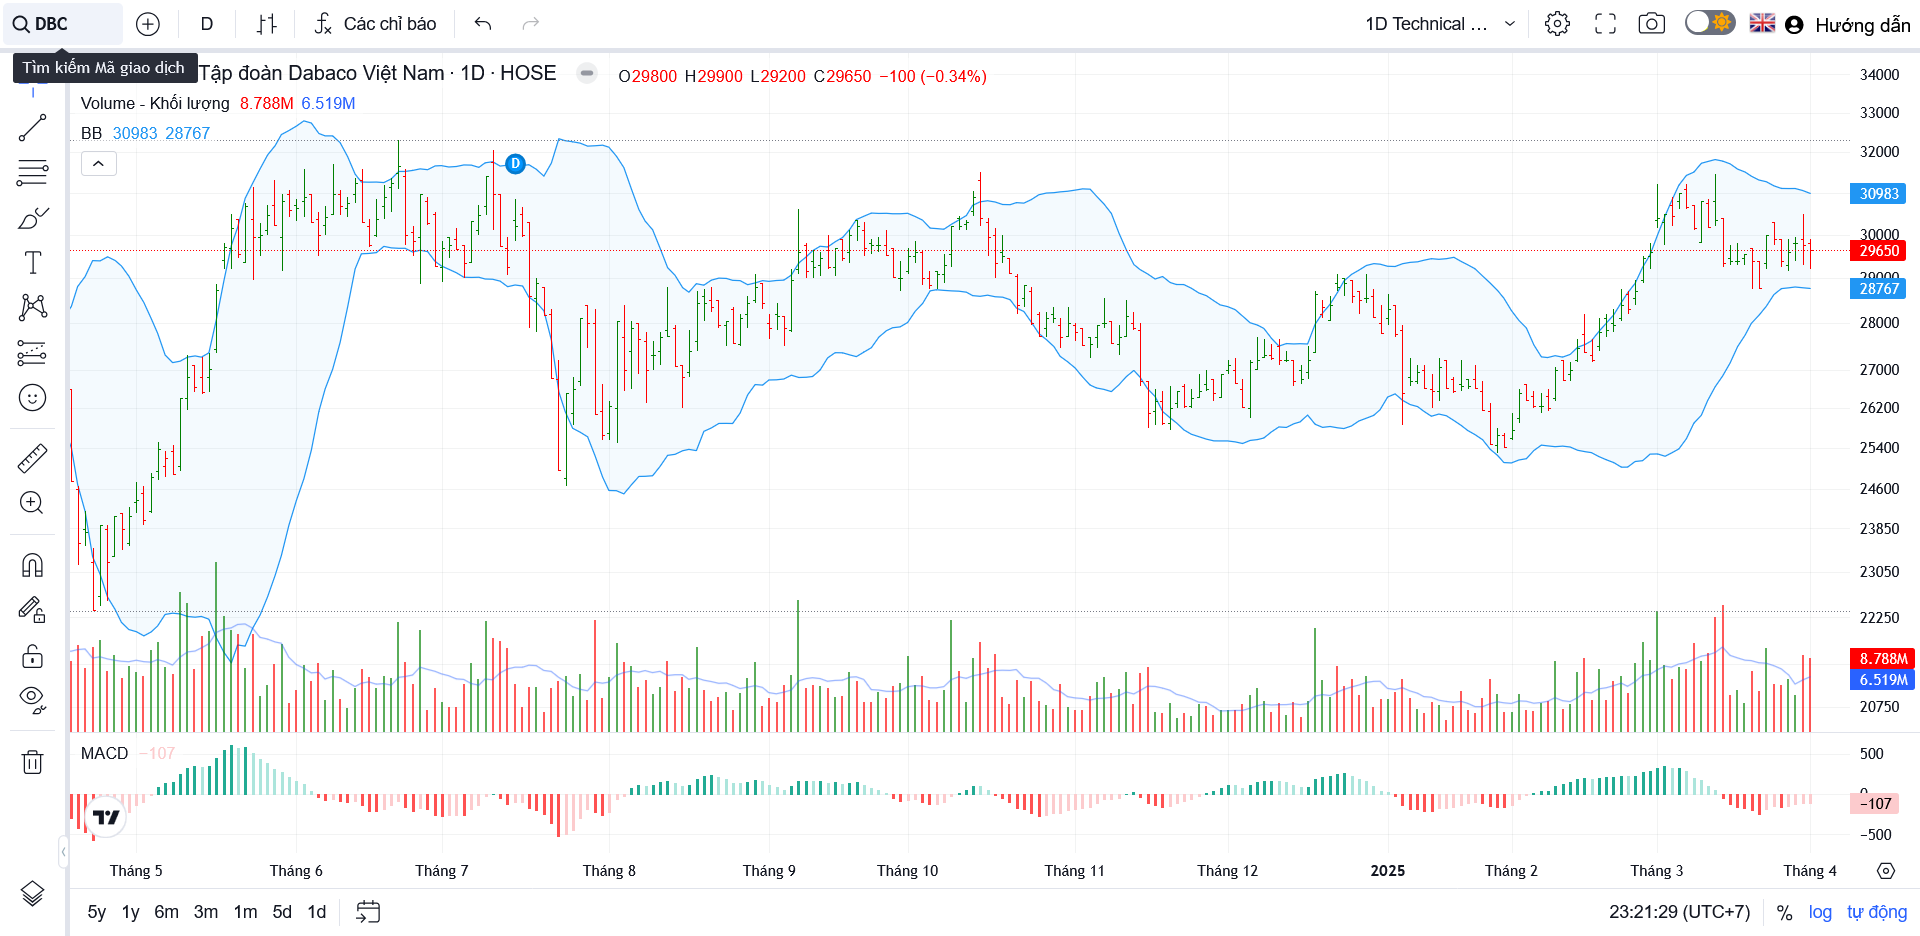 DBC
D
Các chỉ báo
1D Technical ...
Hướng dẫn
Tìm kiếm Mã giao dịch
Tập đoàn Dabaco Việt Nam · 1D · HOSE
O29800 H29900 L29200 C29650 −100 (−0.34%)
Volume - Khối lượng 8.788M 6.519M
BB 30983 28767
D
34000
33000
32000
30983
30000
29650
29000
28767
28000
27000
26200
25400
24600
23850
23050
22250
8.788M
6.519M
20750
MACD −107
500
0
−107
−500
Tháng 5 Tháng 6 Tháng 7 Tháng 8 Tháng 9 Tháng 10 Tháng 11 Tháng 12 2025 Tháng 2 Tháng 3 Tháng 4
5y 1y 6m 3m 1m 5d 1d
23:21:29 (UTC+7) % log tự động